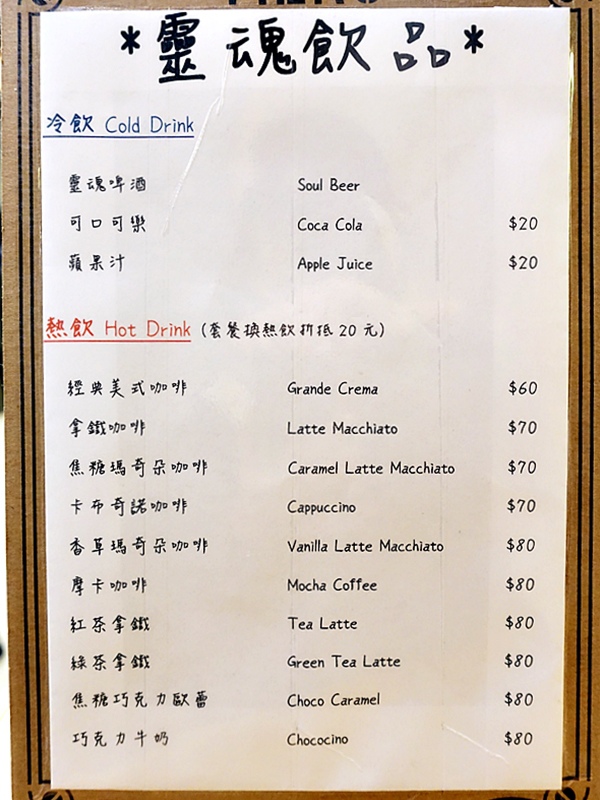 *靈魂飲品*
冷飲 Cold Drink
靈魂啤酒 Soul Beer
可口可樂 Coca Cola $20
蘋果汁 Apple Juice $20
熱飲 Hot Drink (套餐換熱飲折抵 20 元)
經典美式咖啡 Grande Crema $60
拿鐵咖啡 Latte Macchiato $70
焦糖瑪奇朵咖啡 Caramel Latte Macchiato $70
卡布奇諾咖啡 Cappuccino $70
香草瑪奇朵咖啡 Vanilla Latte Macchiato $80
摩卡咖啡 Mocha Coffee $80
紅茶拿鐵 Tea Latte $80
綠茶拿鐵 Green Tea Latte $80
焦糖巧克力歐蕾 Choco Caramel $80
巧克力牛奶 Chococino $80